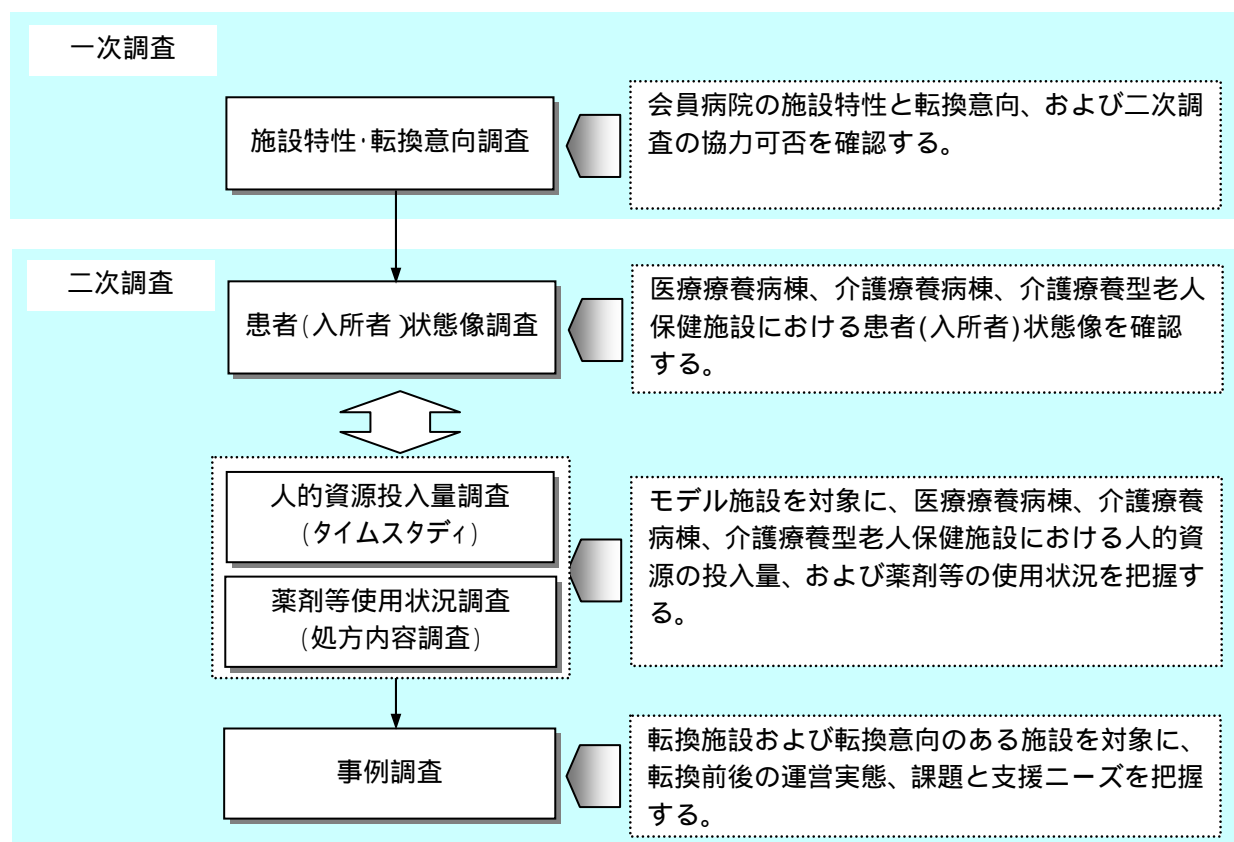 一次調査
施設特性･転換意向調査
会員病院の施設特性と転換意向、および二次調
査の協力可否を確認する。
二次調査
患者(入所者)状態像調査
医療療養病棟、介護療養病棟、介護療養型老人
保健施設における患者(入所者)状態像を確認
する。
人的資源投入量調査
(タイムスタディ)
薬剤等使用状況調査
(処方内容調査)
モデル施設を対象に、医療療養病棟、介護療養
病棟、介護療養型老人保健施設における人的資
源の投入量、および薬剤等の使用状況を把握す
る。
事例調査
転換施設および転換意向のある施設を対象に、
転換前後の運営実態、課題と支援ニーズを把握
する。